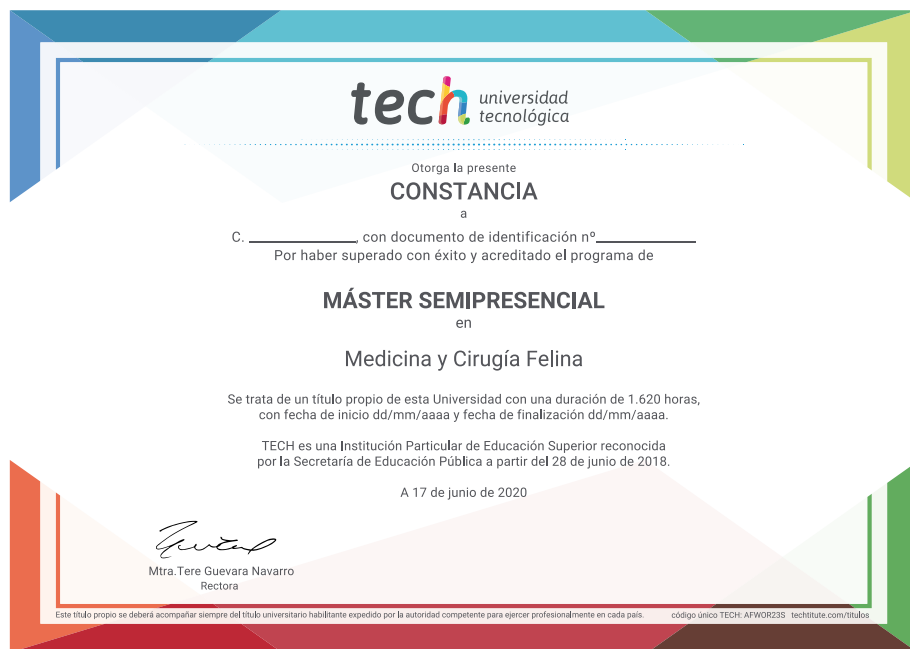 tech universidad
tecnológica
Otorga la presente
CONSTANCIA
a
C. ____________, con documento de identificación nº____________
Por haber superado con éxito y acreditado el programa de
MÁSTER SEMIPRESENCIAL
en
Medicina y Cirugía Felina
Se trata de un título propio de esta Universidad con una duración de 1.620 horas,
con fecha de inicio dd/mm/aaaa y fecha de finalización dd/mm/aaaa.
TECH es una Institución Particular de Educación Superior reconocida
por la Secretaría de Educación Pública a partir del 28 de junio de 2018.
A 17 de junio de 2020
Mtra.Tere Guevara Navarro
Rectora
Este título propio se deberá acompañar siempre del título universitario habilitante expedido por la autoridad competente para ejercer profesionalmente en cada país. código único TECH: AFWOR23S techtitute.com/titulos